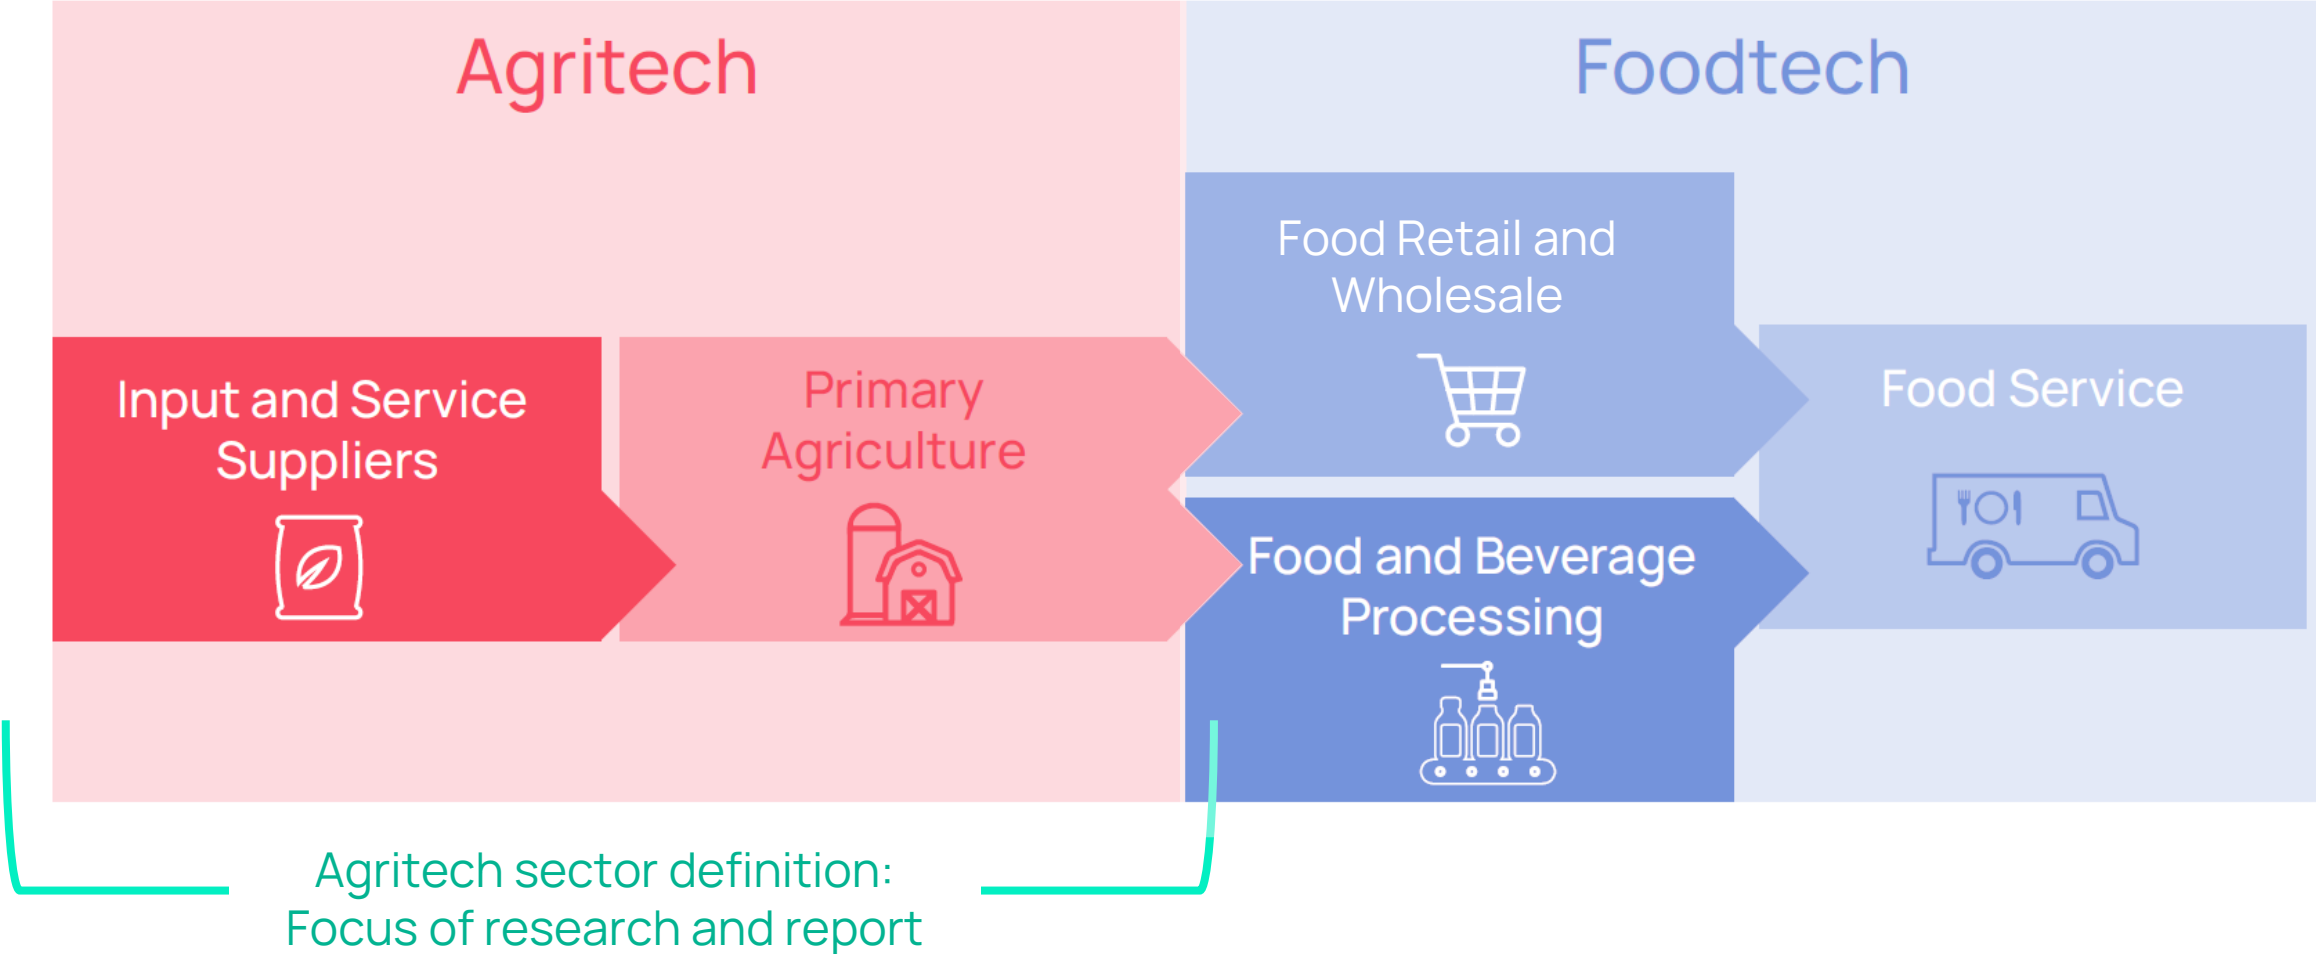 Agritech
Foodtech
Input and Service
Suppliers
Primary
Agriculture
Food Retail and
Wholesale
Food and Beverage
Processing
Food Service
Agritech sector definition:
Focus of research and report